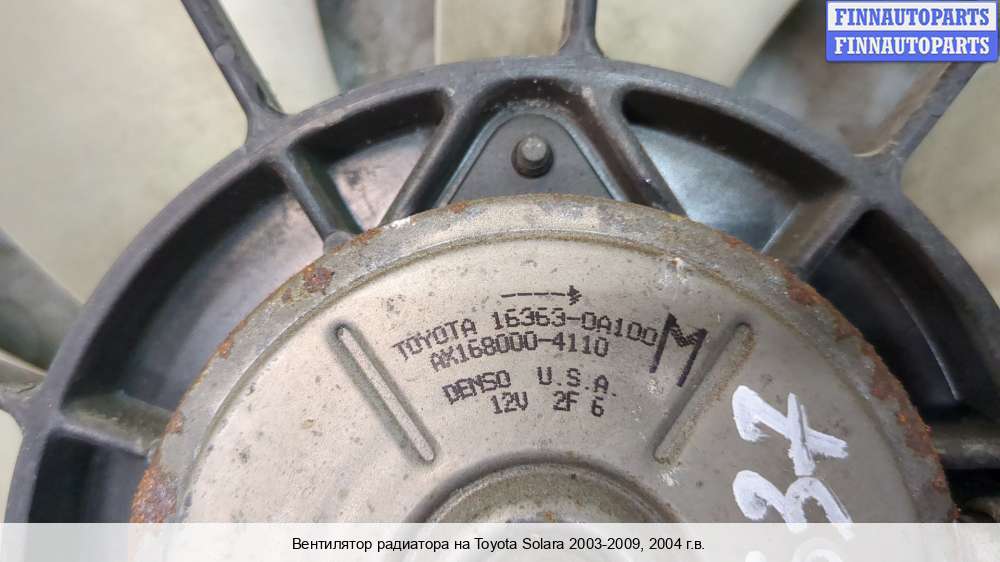 FINNAUTOPARTS
FINNAUTOPARTS
TOYOTA 16363-0A100
AK168000-4110
M
DENSO U.S.A.
12V 2F 6
37
Вентилятор радиатора на Toyota Solara 2003-2009, 2004 г.в.